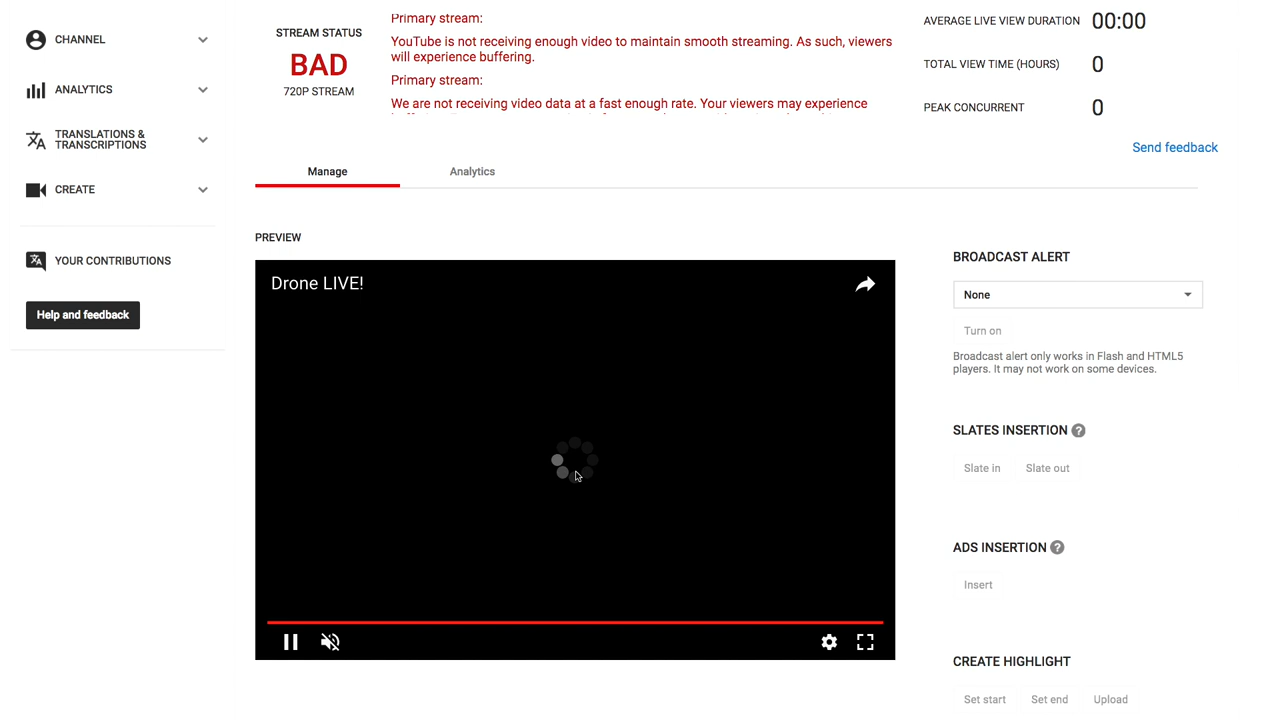 CHANNEL
ANALYTICS
TRANSLATIONS &
TRANSCRIPTIONS
CREATE
YOUR CONTRIBUTIONS
Help and feedback
STREAM STATUS
BAD
720P STREAM
Primary stream:
YouTube is not receiving enough video to maintain smooth streaming. As such, viewers
will experience buffering.
Primary stream:
We are not receiving video data at a fast enough rate. Your viewers may experience
AVERAGE LIVE VIEW DURATION 00:00
TOTAL VIEW TIME (HOURS) 0
PEAK CONCURRENT 0
Send feedback
Manage
Analytics
PREVIEW
Drone LIVE!
BROADCAST ALERT
None
Turn on
Broadcast alert only works in Flash and HTML5
players. It may not work on some devices.
SLATES INSERTION ?
Slate in Slate out
ADS INSERTION ?
Insert
CREATE HIGHLIGHT
Set start Set end Upload